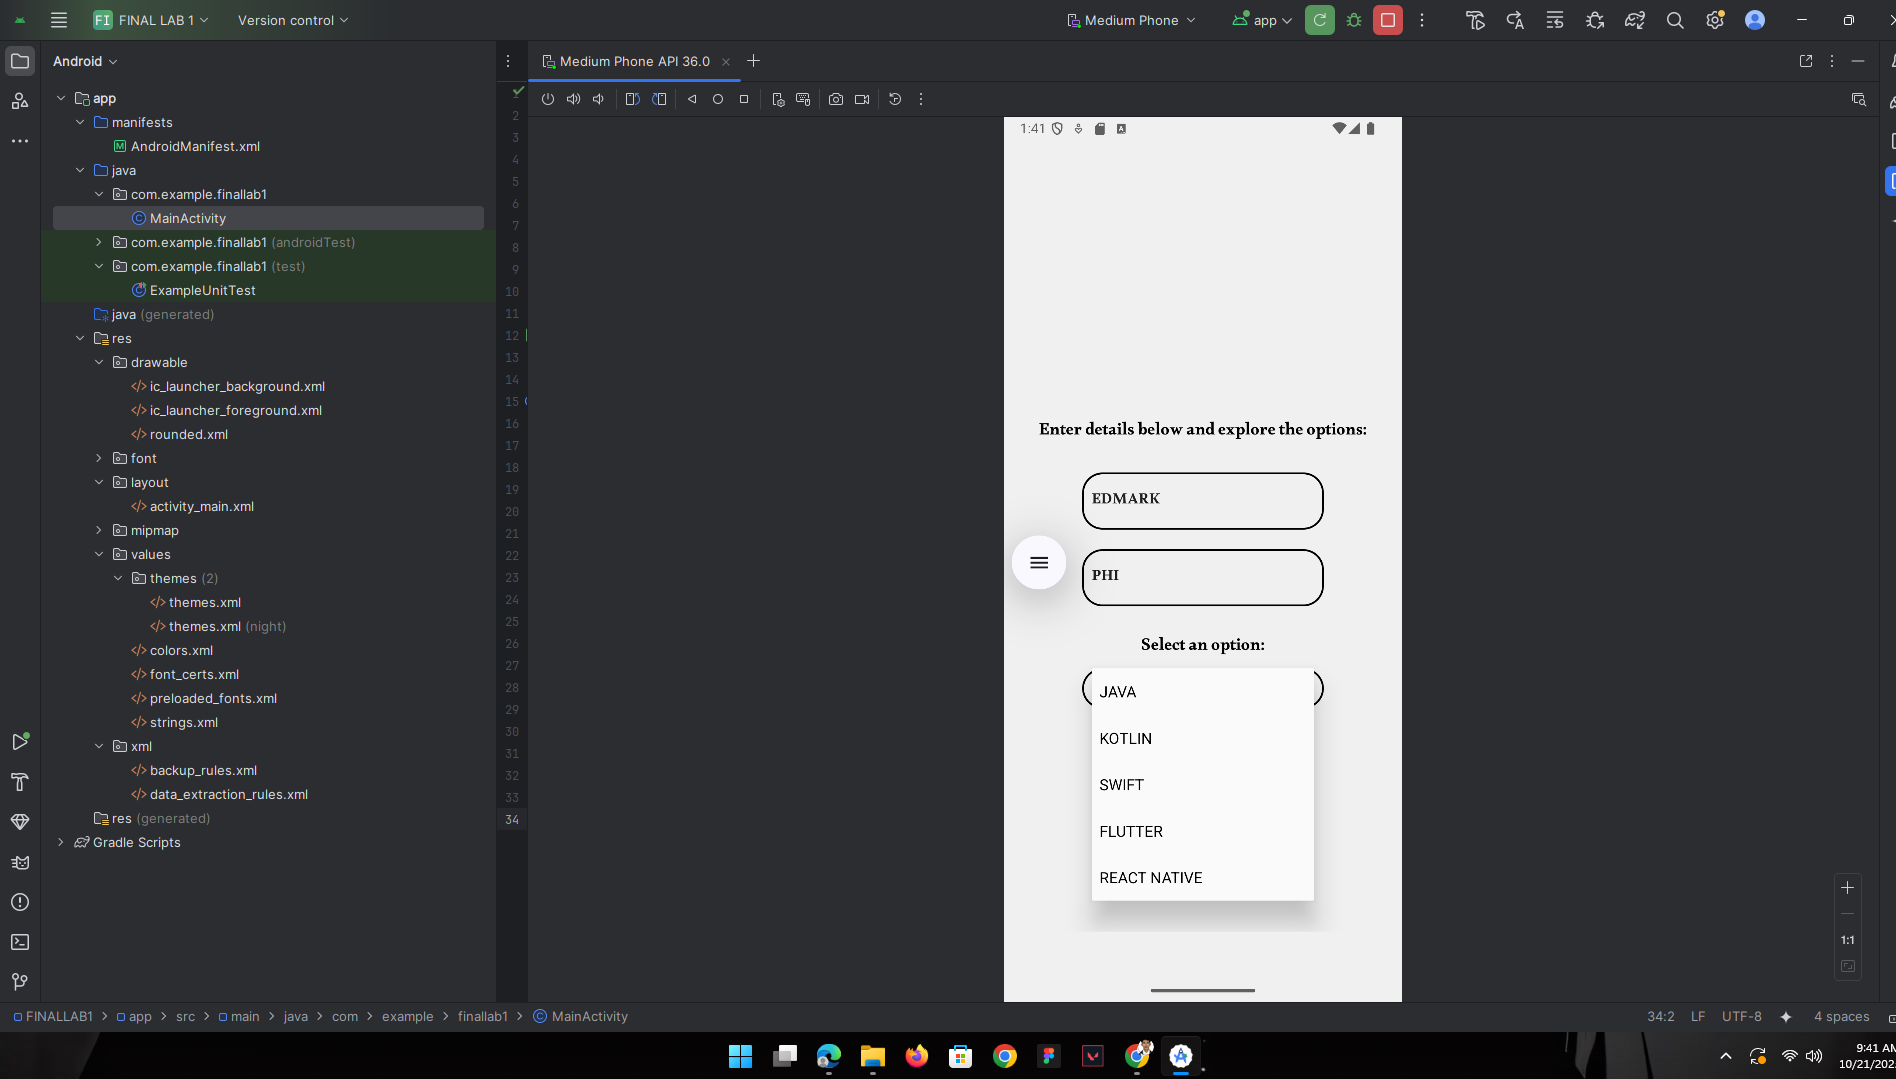 FI FINAL LAB 1 Version control Medium Phone app
Android Medium Phone API 36.0
app
manifests
AndroidManifest.xml
java
com.example.finallab1
MainActivity
com.example.finallab1 (androidTest)
com.example.finallab1 (test)
ExampleUnitTest
java (generated)
res
drawable
ic_launcher_background.xml
ic_launcher_foreground.xml
rounded.xml
font
layout
activity_main.xml
mipmap
values
themes (2)
themes.xml
themes.xml (night)
colors.xml
font_certs.xml
preloaded_fonts.xml
strings.xml
xml
backup_rules.xml
data_extraction_rules.xml
res (generated)
Gradle Scripts
2
3
4
5
6
7
8
9
10
11
12
13
14
15
16
17
18
19
20
21
22
23
24
25
26
27
28
29
30
31
32
33
34
1:41
Enter details below and explore the options:
EDMARK
PHI
Select an option:
JAVA
KOTLIN
SWIFT
FLUTTER
REACT NATIVE
1:1
FINALLAB1 > app > src > main > java > com > example > finallab1 > MainActivity 34:2 LF UTF-8 4 spaces
9:41 AM